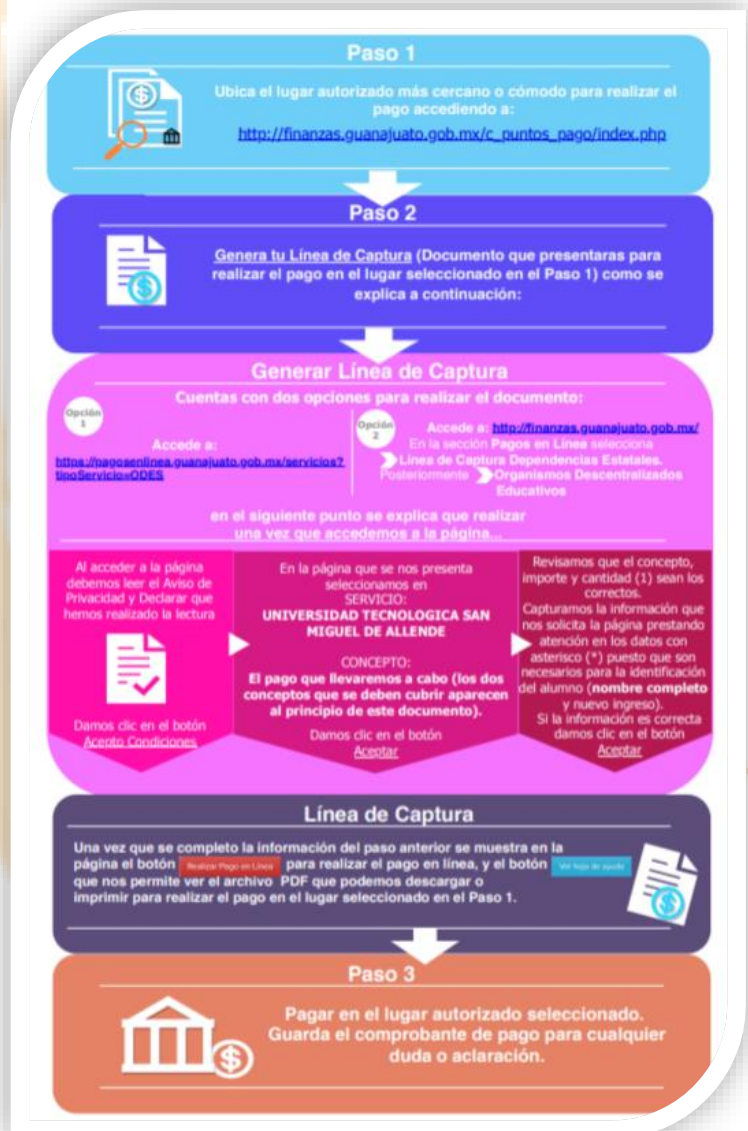 Paso 1
Ubica el lugar autorizado más cercano o cómodo para realizar el
pago accediendo a:
http://finanzas.guanajuato.gob.mx/c_puntos_pago/index.php
Paso 2
Genera tu Línea de Captura (Documento que presentaras para
realizar el pago en el lugar seleccionado en el Paso 1) como se
explica a continuación:
Generar Línea de Captura
Cuentas con dos opciones para realizar el documento:
Opción
1
Accede a:
https://pagosenlinea.guanajuato.gob.mx/servicios?
tipoServicio=ODES
Opción
2
Accede a: http://finanzas.guanajuato.gob.mx/
En la sección Pagos en Línea selecciona
Línea de Captura Dependencias Estatales.
Posteriormente Organismos Descentralizados
Educativos
en el siguiente punto se explica que realizar
una vez que accedemos a la página...
Al acceder a la página
debemos leer el Aviso de
Privacidad y Declarar que
hemos realizado la lectura
Damos clic en el botón
Acepto Condiciones
En la página que se nos presenta
seleccionamos en
SERVICIO:
UNIVERSIDAD TECNOLOGICA SAN
MIGUEL DE ALLENDE
CONCEPTO:
El pago que llevaremos a cabo (los dos
conceptos que se deben cubrir aparecen
al principio de este documento).
Damos clic en el botón
Aceptar
Revisamos que el concepto,
importe y cantidad (1) sean los
correctos.
Capturamos la información que
nos solicita la página prestando
atención en los datos con
asterisco (*) puesto que son
necesarios para la identificación
del alumno (nombre completo
y nuevo ingreso).
Si la información es correcta
damos clic en el botón
Aceptar
Línea de Captura
Una vez que se completo la información del paso anterior se muestra en la
página el botón Realizar Pago en Línea para realizar el pago en línea, y el botón Ver hoja de ayuda
que nos permite ver el archivo PDF que podemos descargar o
imprimir para realizar el pago en el lugar seleccionado en el Paso 1.
Paso 3
Pagar en el lugar autorizado seleccionado.
Guarda el comprobante de pago para cualquier
duda o aclaración.